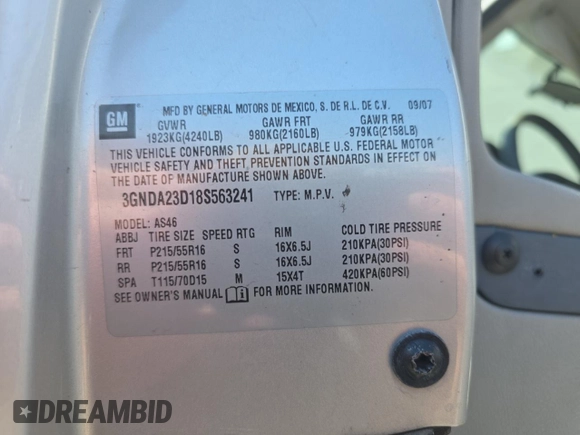 GM
MFD BY GENERAL MOTORS DE MEXICO, S. DE R.L. DE C.V. 09/07
GVWR GAWR FRT GAWR RR
1923KG(4240LB) 980KG(2160LB) 979KG(2158LB)
THIS VEHICLE CONFORMS TO ALL APPLICABLE U.S. FEDERAL MOTOR
VEHICLE SAFETY AND THEFT PREVENTION STANDARDS IN EFFECT ON
THE DATE OF MANUFACTURE SHOWN ABOVE.
3GNDA23D18S563241 TYPE: M.P.V.
MODEL: AS46
ABBJ TIRE SIZE SPEED RTG RIM COLD TIRE PRESSURE
FRT P215/55R16 S 16X6.5J 210KPA(30PSI)
RR P215/55R16 S 16X6.5J 210KPA(30PSI)
SPA T115/70D15 M 15X4T 420KPA(60PSI)
SEE OWNER'S MANUAL FOR MORE INFORMATION.
DREAMBID